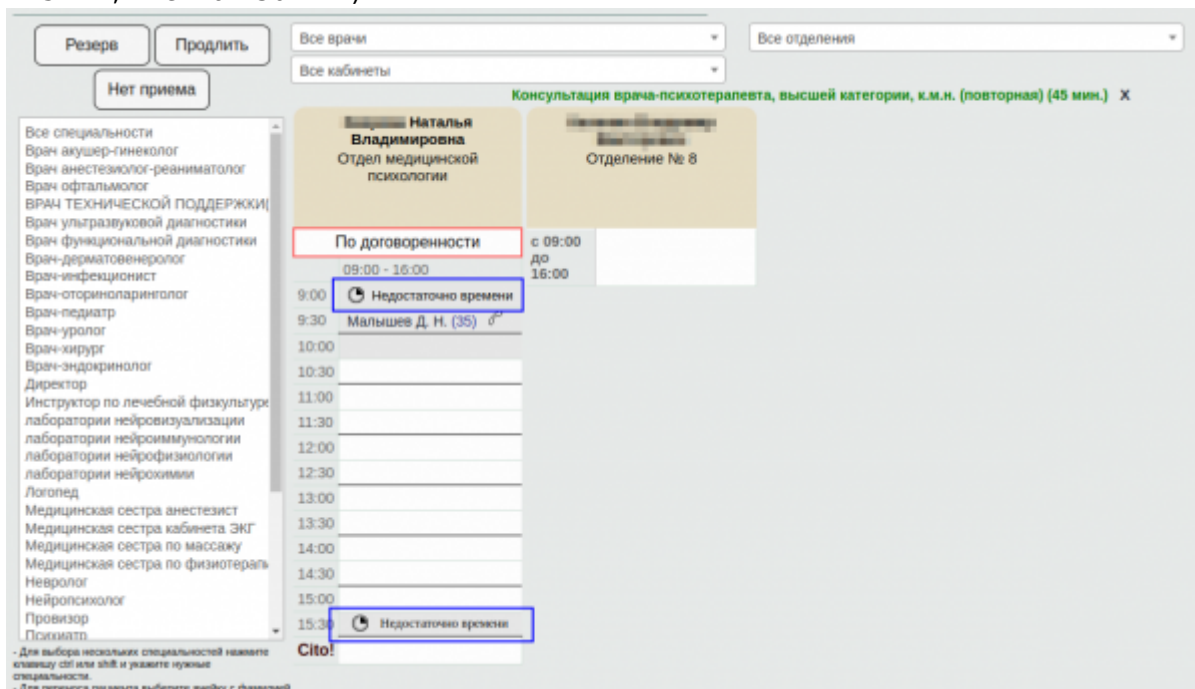 Резерв
Продлить
Нет приема
Все врачи
Все отделения
Все кабинеты
Консультация врача-психотерапевта, высшей категории, к.м.н. (повторная) (45 мин.) X
Все специальности
Врач акушер-гинеколог
Врач анестезиолог-реаниматолог
Врач офтальмолог
ВРАЧ ТЕХНИЧЕСКОЙ ПОДДЕРЖКИ(
Врач ультразвуковой диагностики
Врач функциональной диагностики
Врач-дерматовенеролог
Врач-инфекционист
Врач-оториноларинголог
Врач-педиатр
Врач-уролог
Врач-хирург
Врач-эндокринолог
Директор
Инструктор по лечебной физкультуре
лаборатории нейровизуализации
лаборатории нейроиммунологии
лаборатории нейрофизиологии
лаборатории нейрохимии
Логопед
Медицинская сестра анестезист
Медицинская сестра кабинета ЭКГ
Медицинская сестра по массажу
Медицинская сестра по физиотерапь
Невролог
Нейропсихолог
Провизор
Психиатр
- Для выбора нескольких специальностей нажмите
клавишу ctrl или shift и укажите нужные
специальности.
- Для переноса пациента выберите ячейку с фамилией
Наталья
Владимировна
Отдел медицинской
психологии
Отделение № 8
По договоренности
09:00 - 16:00
с 09:00
до
16:00
9:00 Недостаточно времени
9:30 Малышев Д. Н. (35)
10:00
10:30
11:00
11:30
12:00
12:30
13:00
13:30
14:00
14:30
15:00
15:30 Недостаточно времени
Cito!